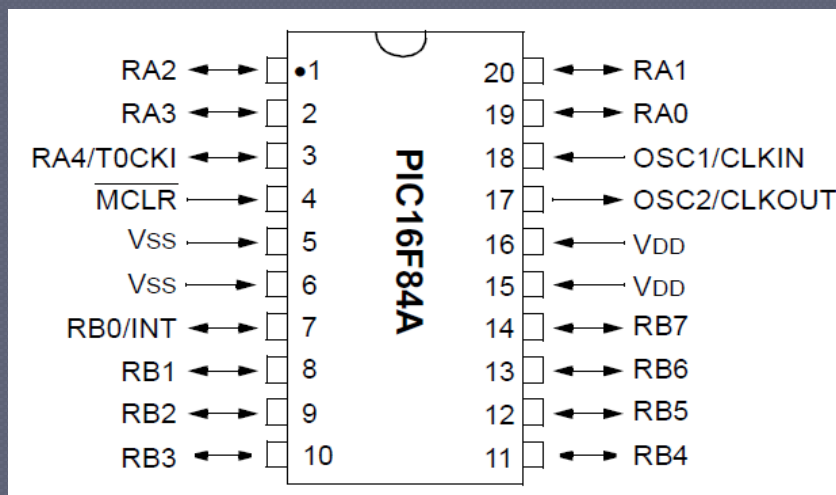 RA2 •1 20 RA1
RA3 2 19 RA0
RA4/T0CKI 3 18 OSC1/CLKIN
MCLR 4 17 OSC2/CLKOUT
VSS 5 16 VDD
VSS 6 15 VDD
RB0/INT 7 14 RB7
RB1 8 13 RB6
RB2 9 12 RB5
RB3 10 11 RB4
PIC16F84A